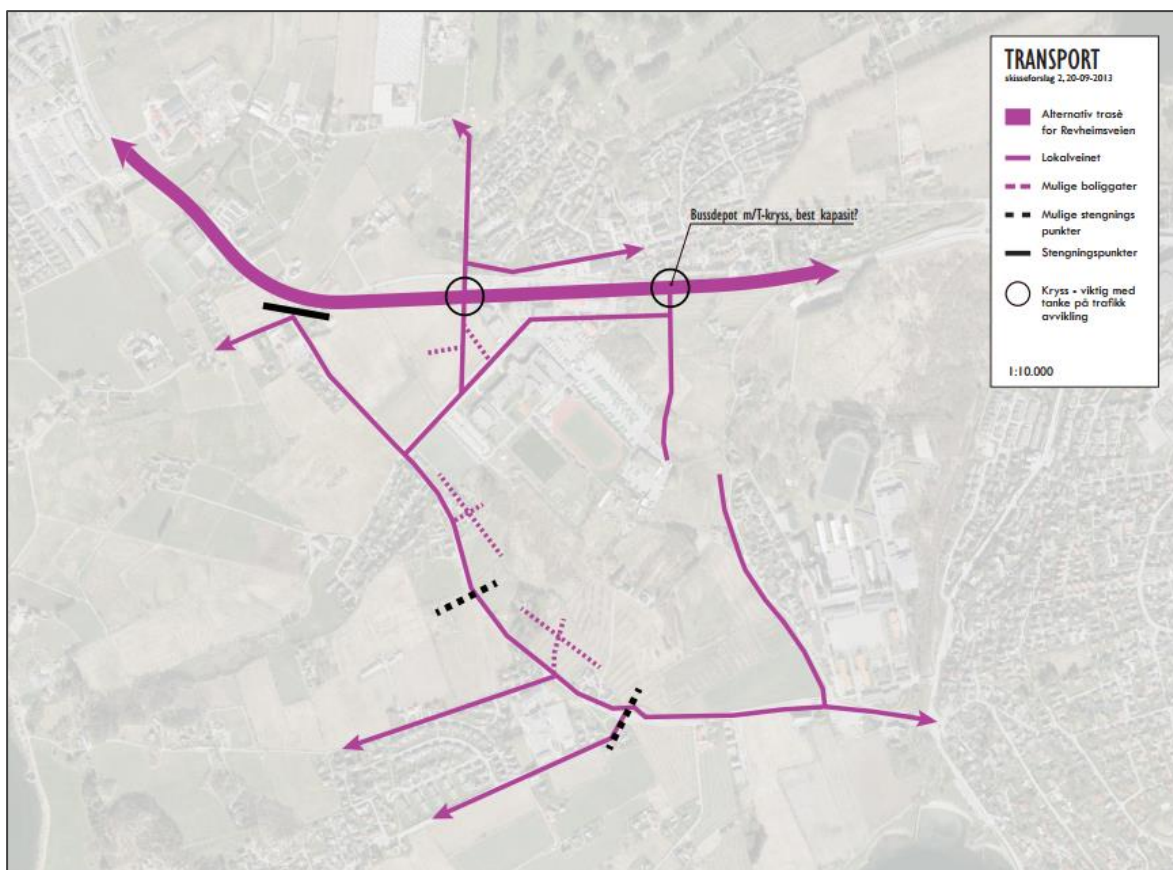 TRANSPORT
skisseforslag 2, 20-09-2013
Alternativ trasè
for Revheimsveien
Lokalveinet
Mulige boliggater
Mulige stengnings
punkter
Stengningspunkter
Kryss - viktig med
tanke på trafikk
avvikling
1:10.000
Bussdepot m/T-kryss, best kapasit?